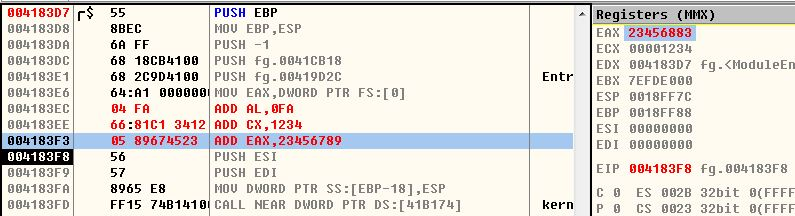 004183D7 ┌$ 55 PUSH EBP
004183D8 8BEC MOV EBP,ESP
004183DA 6A FF PUSH -1
004183DC 68 18CB4100 PUSH fg.0041CB18
004183E1 68 2C9D4100 PUSH fg.00419D2C Entr
004183E6 64:A1 0000000 MOV EAX,DWORD PTR FS:[0]
004183EC 04 FA ADD AL,0FA
004183EE 66:81C1 3412 ADD CX,1234
004183F3 05 89674523 ADD EAX,23456789
004183F8 56 PUSH ESI
004183F9 57 PUSH EDI
004183FA 8965 E8 MOV DWORD PTR SS:[EBP-18],ESP
004183FD FF15 74B14100 CALL NEAR DWORD PTR DS:[41B174] kern
Registers (MMX)
EAX 23456883
ECX 00001234
EDX 004183D7 fg.<ModuleEn
EBX 7EFDE000
ESP 0018FF7C
EBP 0018FF88
ESI 00000000
EDI 00000000
EIP 004183F8 fg.004183F8
C 0 ES 002B 32bit 0(FFFF
P 0 CS 0023 32bit 0(FFFF